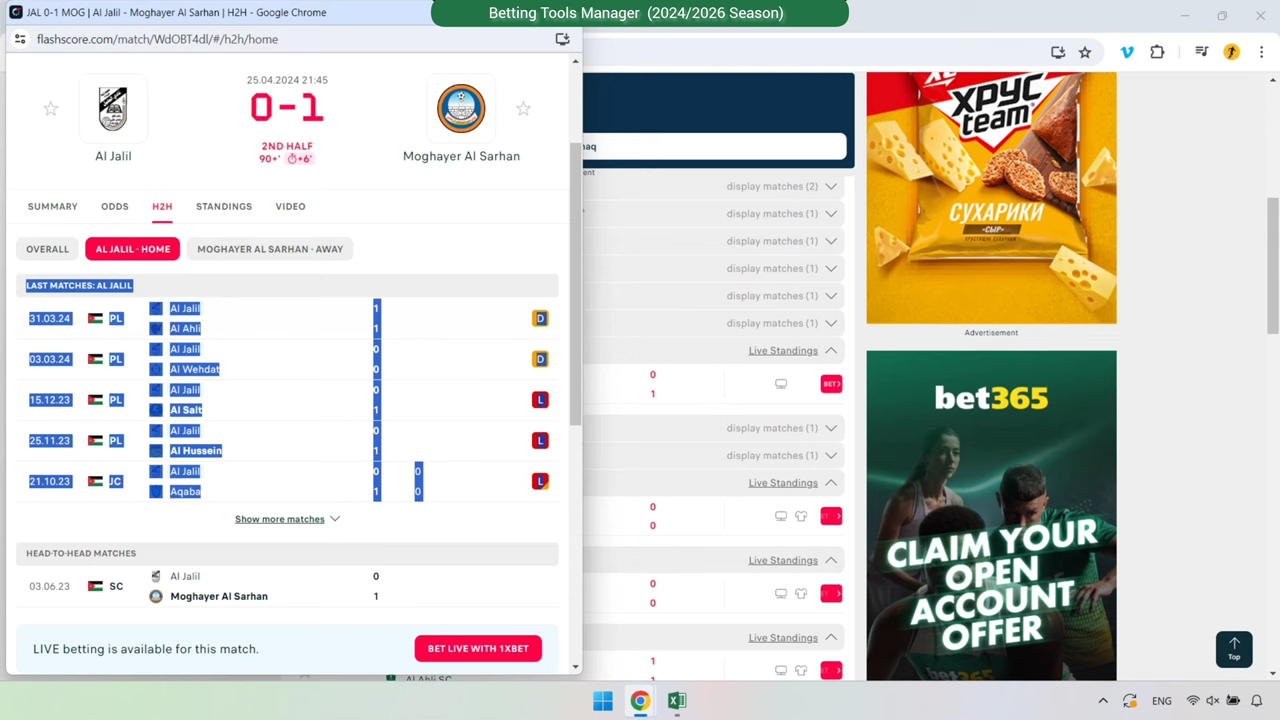 Betting Tools Manager (2024/2026 Season)
JAL 0-1 MOG | Al Jalil - Moghayer Al Sarhan | H2H - Google Chrome
flashscore.com/match/WdOBT4dl/#/h2h/home
25.04.2024 21:45
0-1
2ND HALF
90+' +6'
Al Jalil
Moghayer Al Sarhan
SUMMARY ODDS H2H STANDINGS VIDEO
OVERALL AL JALIL - HOME MOGHAYER AL SARHAN - AWAY
LAST MATCHES: AL JALIL
31.03.24 PL Al Jalil 1 D
Al Ahli 1
03.03.24 PL Al Jalil 0 D
Al Wehdat 0
15.12.23 PL Al Jalil 0 L
Al Salt 1
25.11.23 PL Al Jalil 0 L
Al Hussein 1
21.10.23 JC Al Jalil 0 0 L
Aqaba 1 0
Show more matches
HEAD-TO-HEAD MATCHES
03.06.23 SC Al Jalil 0
Moghayer Al Sarhan 1
LIVE betting is available for this match.
BET LIVE WITH 1XBET
Al Ahli SC
display matches (2)
display matches (1)
display matches (1)
display matches (1)
display matches (1)
display matches (1)
Live Standings
0
1
BET
display matches (1)
display matches (1)
Live Standings
0
0
Live Standings
0
0
Live Standings
1
ХРУС
team
СУХАРИКИ
«СЫР»
Advertisement
bet365
CLAIM YOUR
OPEN
ACCOUNT
OFFER
Top
ENG